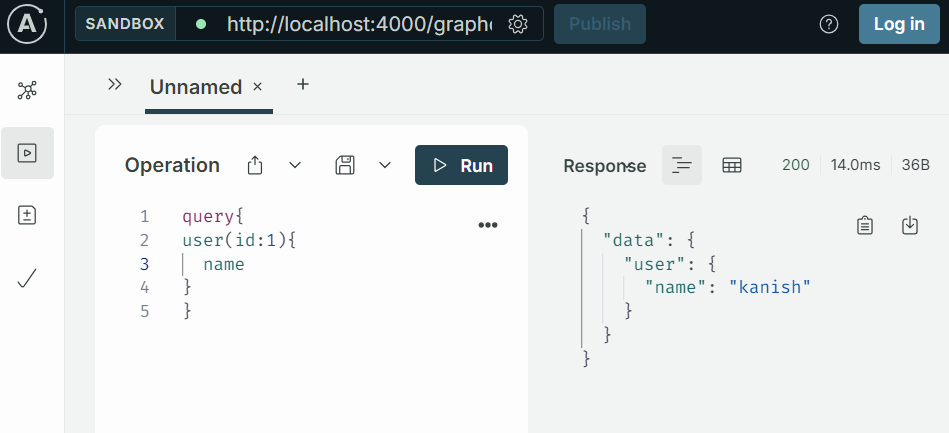 SANDBOX http://localhost:4000/graph Publish Log in
Unnamed
Operation Run
Response 200 14.0ms 36B
1 query{
2 user(id:1){
3 name
4 }
5 }
{
"data": {
"user": {
"name": "kanish"
}
}
}